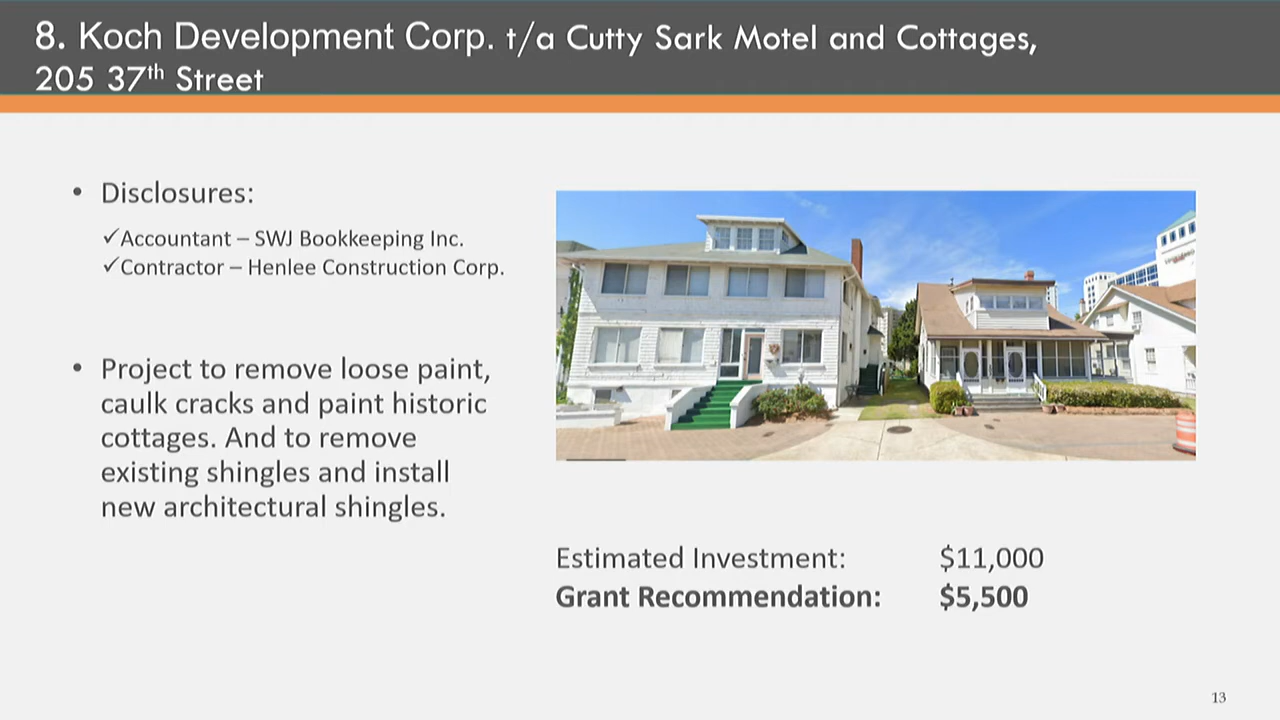 8. Koch Development Corp. t/a Cutty Sark Motel and Cottages,
205 37th Street
• Disclosures:
✓Accountant – SWJ Bookkeeping Inc.
✓Contractor – Henlee Construction Corp.
• Project to remove loose paint,
caulk cracks and paint historic
cottages. And to remove
existing shingles and install
new architectural shingles.
Estimated Investment: $11,000
Grant Recommendation: $5,500
13